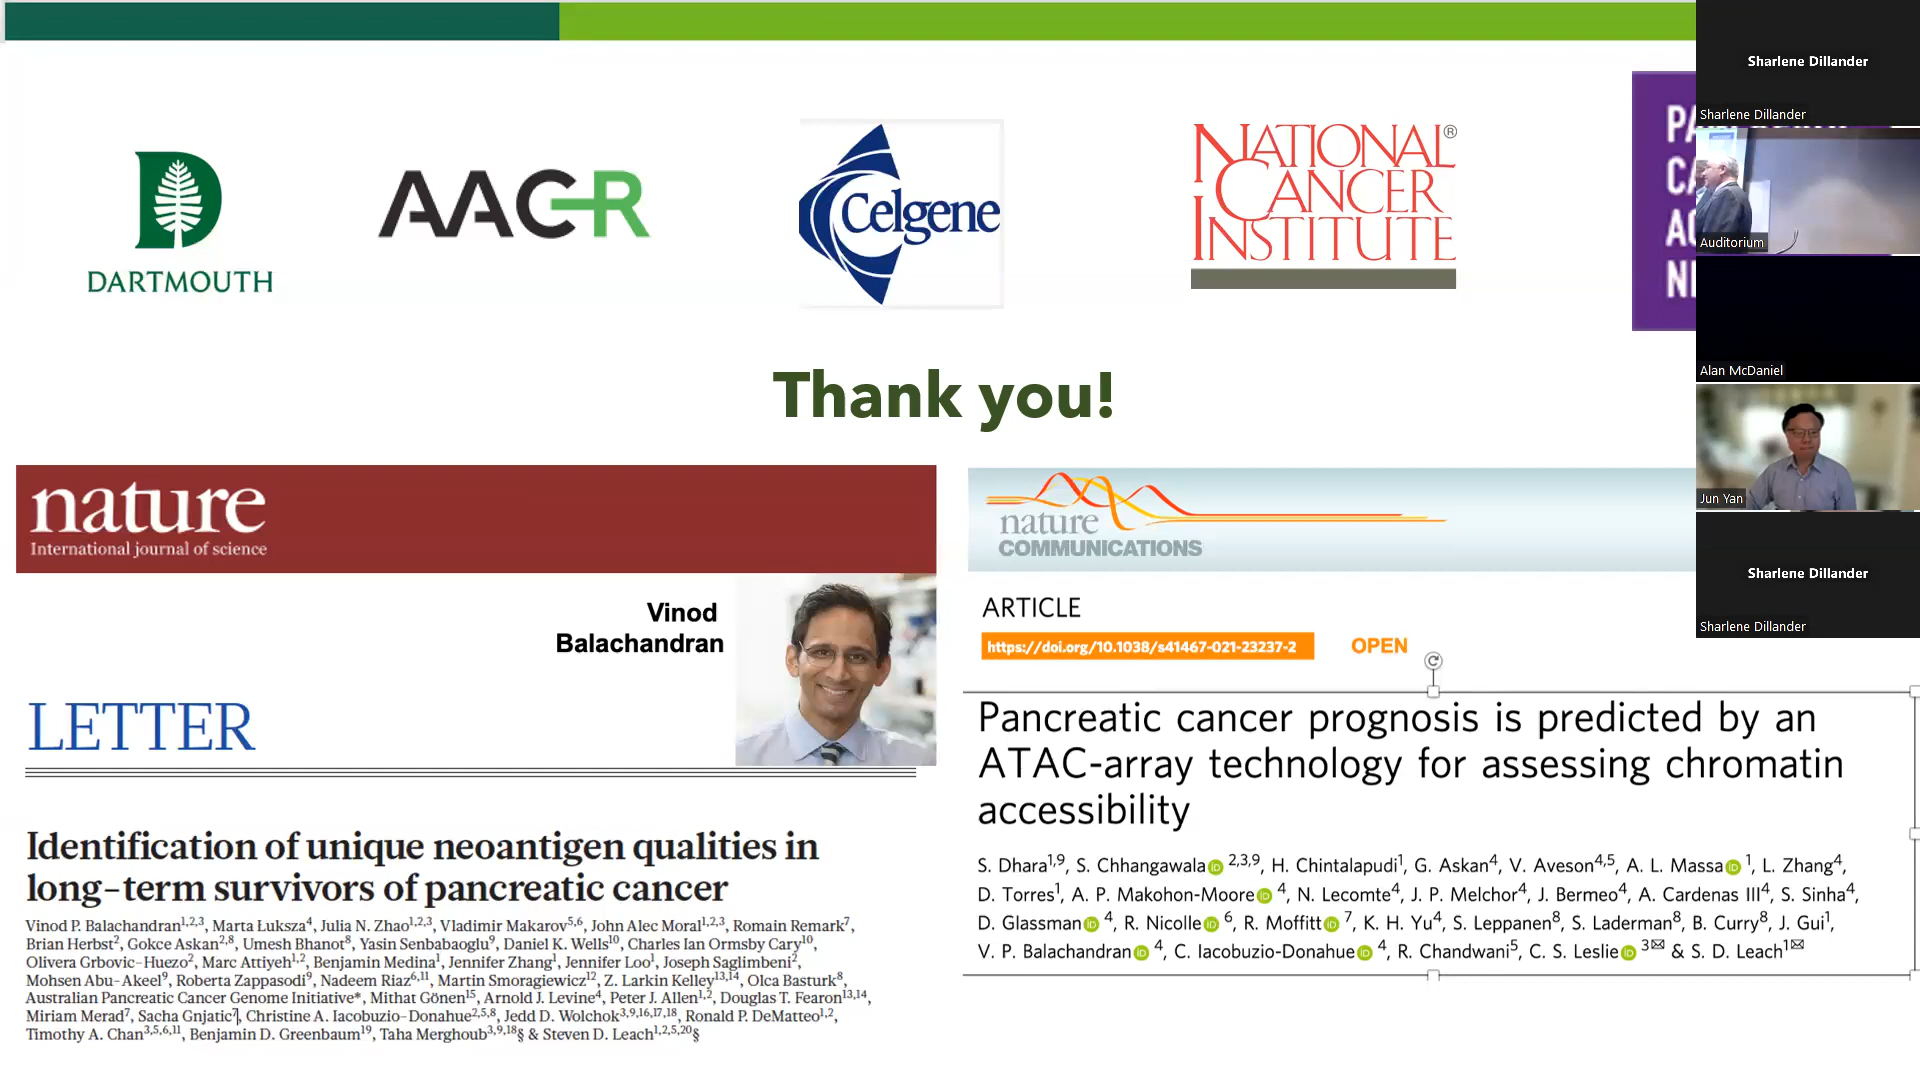 DARTMOUTH
AACR
Celgene
NATIONAL®
CANCER
INSTITUTE
Thank you!
nature
International journal of science
Vinod
Balachandran
LETTER
Identification of unique neoantigen qualities in
long-term survivors of pancreatic cancer
Vinod P. Balachandran1,2,3, Marta Luksza4, Julia N. Zhao1,2,3, Vladimir Makarov5,6, John Alec Moral1,2,3, Romain Remark7,
Brian Herbst2, Gokce Askan2,8, Umesh Bhanot8, Yasin Senbabaoglu9, Daniel K. Wells10, Charles Ian Ormsby Cary10,
Olivera Grbovic-Huezo2, Marc Attiyeh1,2, Benjamin Medina1, Jennifer Zhang1, Jennifer Loo1, Joseph Saglimbeni2,
Mohsen Abu-Akeel9, Roberta Zappasodi9, Nadeem Riaz6,11, Martin Smoragiewicz12, Z. Larkin Kelley13,14, Olca Basturk8,
Australian Pancreatic Cancer Genome Initiative*, Mithat Gönen15, Arnold J. Levine4, Peter J. Allen1,2, Douglas T. Fearon13,14,
Miriam Merad7, Sacha Gnjatic7, Christine A. Iacobuzio-Donahue2,5,8, Jedd D. Wolchok3,9,16,17,18, Ronald P. DeMatteo1,2,
Timothy A. Chan3,5,6,11, Benjamin D. Greenbaum19, Taha Merghoub3,9,18§ & Steven D. Leach1,2,5,20§
nature
COMMUNICATIONS
ARTICLE
https://doi.org/10.1038/s41467-021-23237-2 OPEN
Pancreatic cancer prognosis is predicted by an
ATAC-array technology for assessing chromatin
accessibility
S. Dhara1,9, S. Chhangawala iD 2,3,9, H. Chintalapudi1, G. Askan4, V. Aveson4,5, A. L. Massa iD 1, L. Zhang4,
D. Torres1, A. P. Makohon-Moore iD 4, N. Lecomte4, J. P. Melchor4, J. Bermeo4, A. Cardenas III4, S. Sinha4,
D. Glassman iD 4, R. Nicolle iD 6, R. Moffitt iD 7, K. H. Yu4, S. Leppanen8, S. Laderman8, B. Curry8, J. Gui1,
V. P. Balachandran iD 4, C. Iacobuzio-Donahue iD 4, R. Chandwani5, C. S. Leslie iD 3✉ & S. D. Leach1✉
Sharlene Dillander
Sharlene Dillander
Auditorium
Alan McDaniel
Jun Yan
Sharlene Dillander
Sharlene Dillander